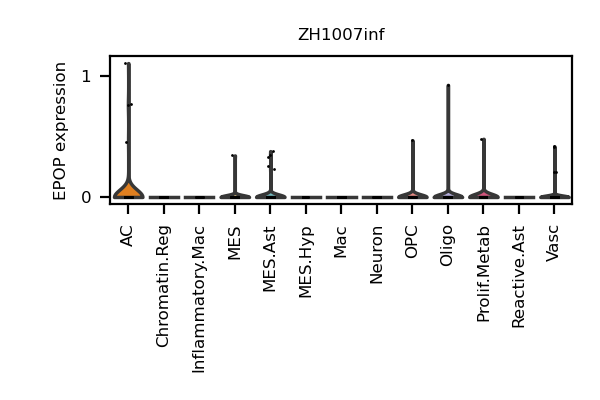 ZH1007inf
EPOP expression
1
0
AC
Chromatin.Reg
Inflammatory.Mac
MES
MES.Ast
MES.Hyp
Mac
Neuron
OPC
Oligo
Prolif.Metab
Reactive.Ast
Vasc